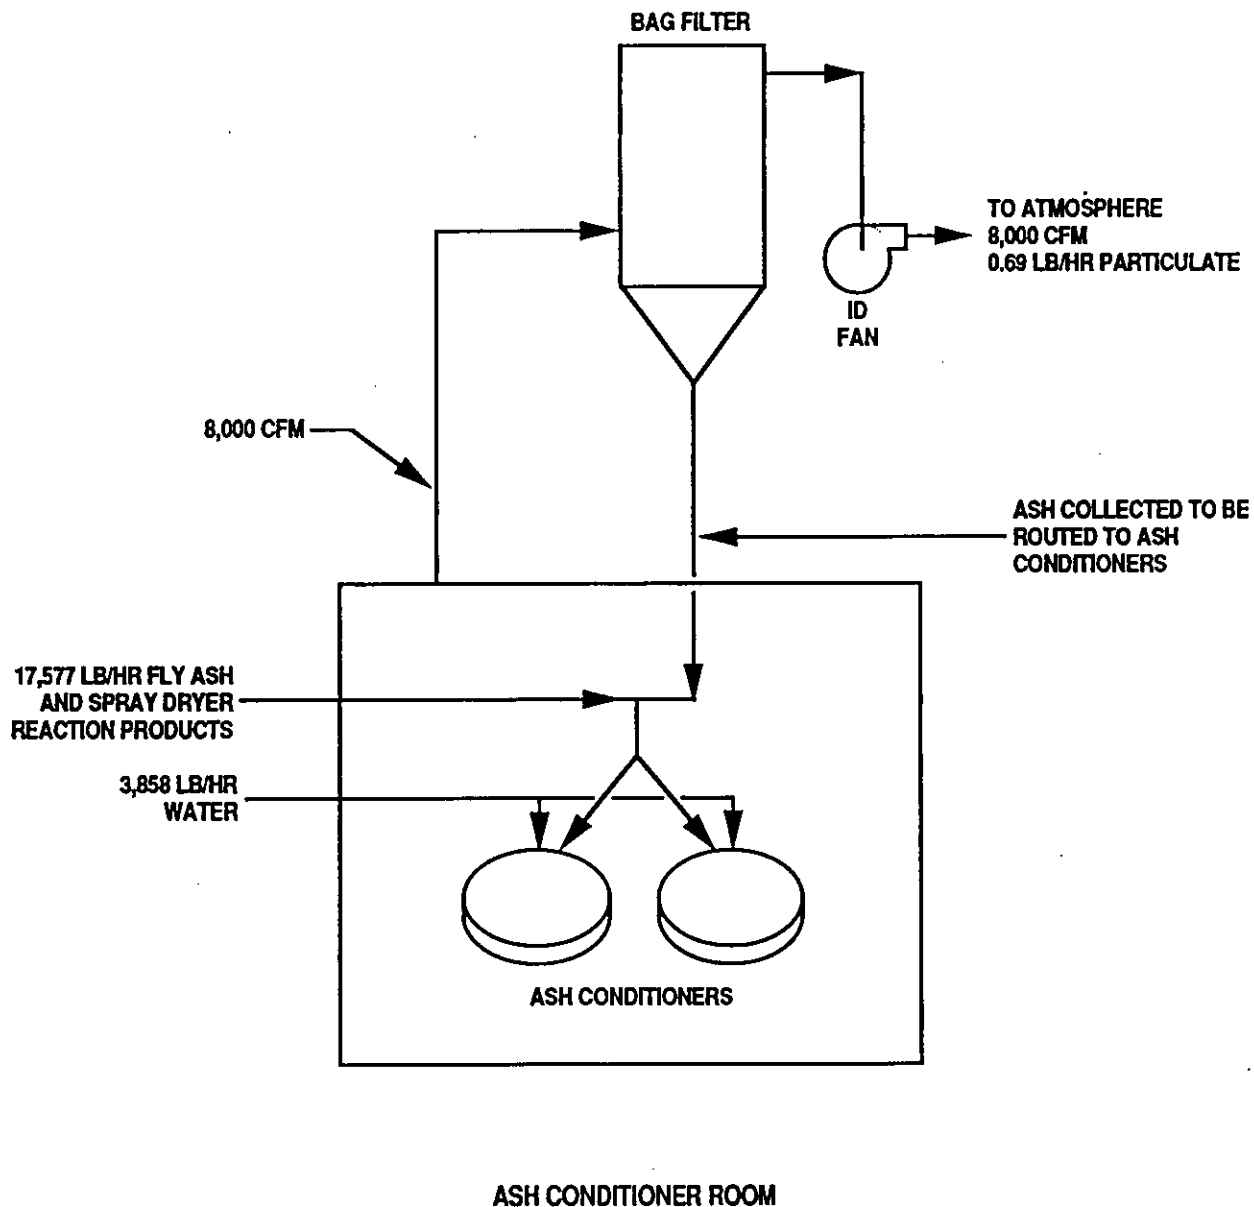 BAG FILTER
TO ATMOSPHERE
8,000 CFM
0.69 LB/HR PARTICULATE
ID
FAN
8,000 CFM
ASH COLLECTED TO BE
ROUTED TO ASH
CONDITIONERS
17,577 LB/HR FLY ASH
AND SPRAY DRYER
REACTION PRODUCTS
3,858 LB/HR
WATER
ASH CONDITIONERS
ASH CONDITIONER ROOM